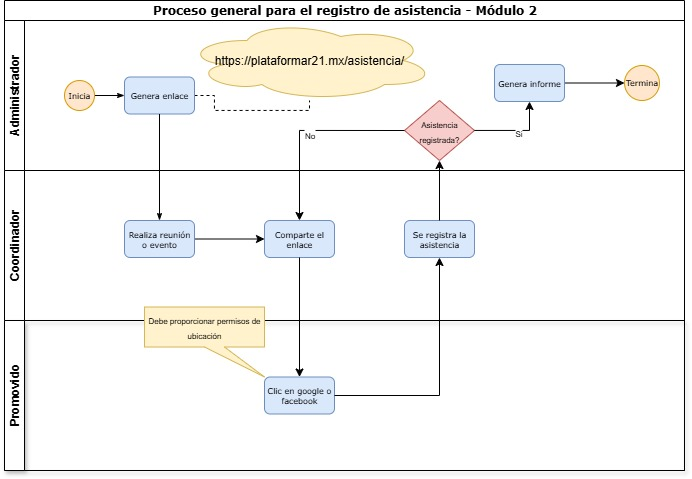 Proceso general para el registro de asistencia - Módulo 2
Administrador
https://plataformar21.mx/asistencia/
Inicia
Genera enlace
Genera informe
Termina
Asistencia
registrada?
No
Si
Coordinador
Realiza reunión
o evento
Comparte el
enlace
Se registra la
asistencia
Promovido
Debe proporcionar permisos de
ubicación
Clic en google o
facebook